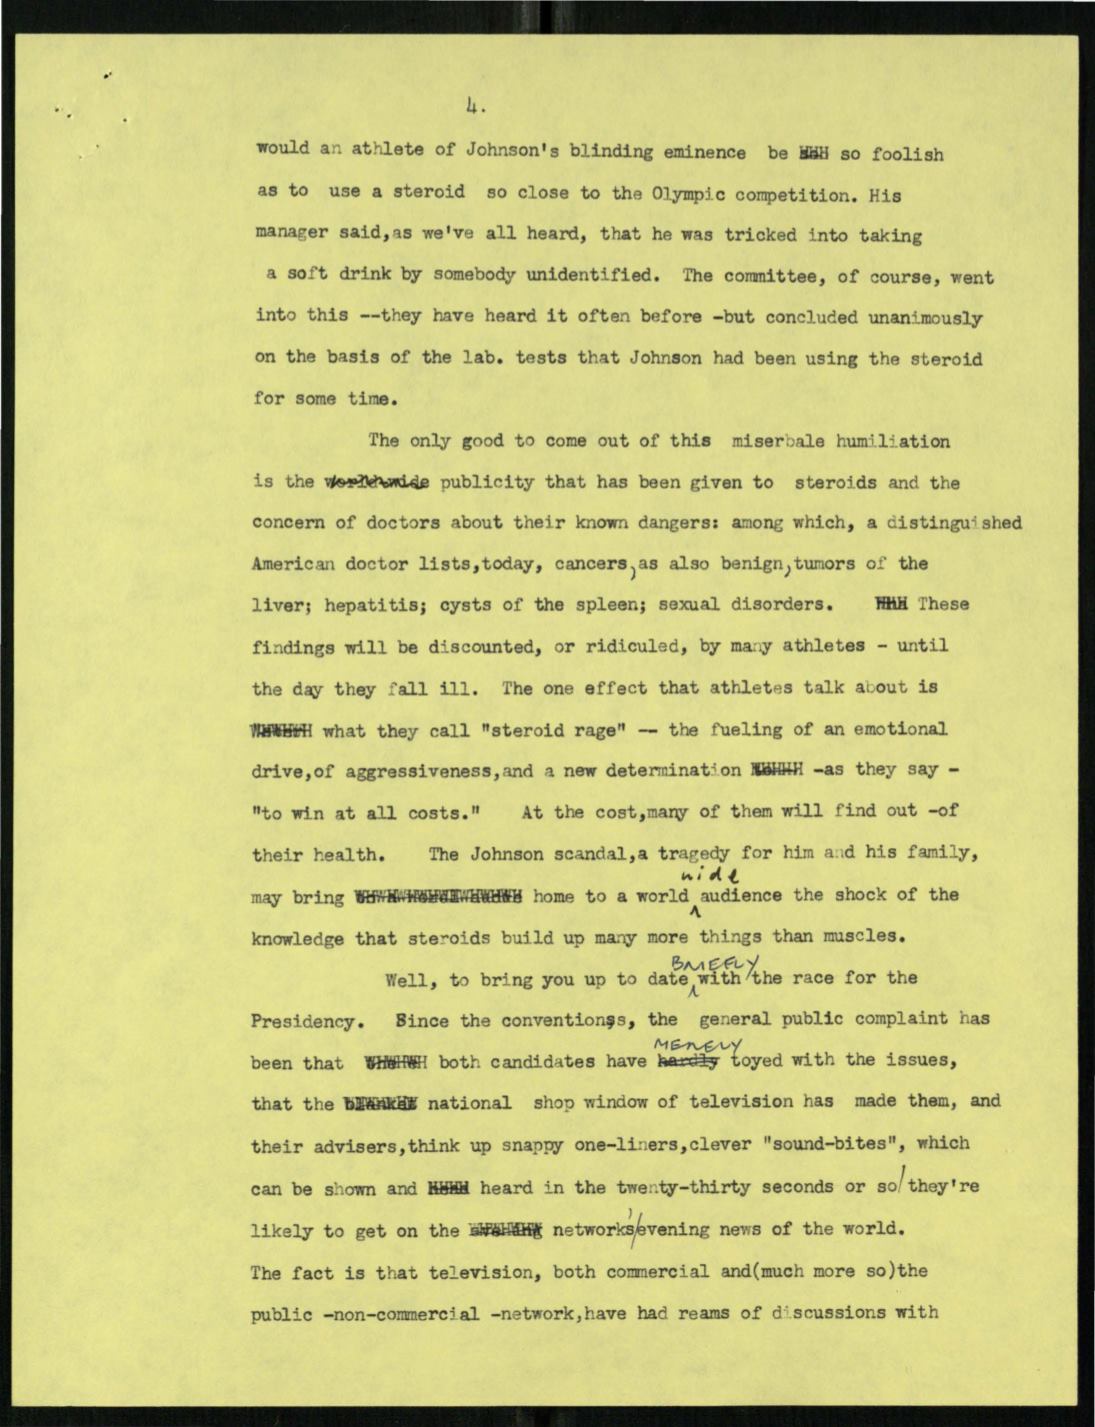 4.
would an athlete of Johnson's blinding eminence be so foolish
as to use a steroid so close to the Olympic competition. His
manager said,as we've all heard, that he was tricked into taking
a soft drink by somebody unidentified. The committee, of course, went
into this --they have heard it often before -but concluded unanimously
on the basis of the lab. tests that Johnson had been using the steroid
for some time.
The only good to come out of this miserbale humiliation
is the worldwide publicity that has been given to steroids and the
concern of doctors about their known dangers: among which, a distinguished
American doctor lists,today, cancers,as also benign,tumors of the
liver; hepatitis; cysts of the spleen; sexual disorders. These
findings will be discounted, or ridiculed, by many athletes - until
the day they fall ill. The one effect that athletes talk about is
what they call "steroid rage" -- the fueling of an emotional
drive,of aggressiveness,and a new determination -as they say -
"to win at all costs." At the cost,many of them will find out -of
their health. The Johnson scandal,a tragedy for him and his family,
wide
may bring home to a world audience the shock of the
knowledge that steroids build up many more things than muscles.
BRIEFLY
Well, to bring you up to date with the race for the
Presidency. Since the conventions, the general public complaint has
MERELY
been that both candidates have hardly toyed with the issues,
that the national shop window of television has made them, and
their advisers,think up snappy one-liners,clever "sound-bites", which
can be shown and heard in the twenty-thirty seconds or so/they're
likely to get on the networks'/evening news of the world.
The fact is that television, both commercial and(much more so)the
public -non-commercial -network,have had reams of discussions with